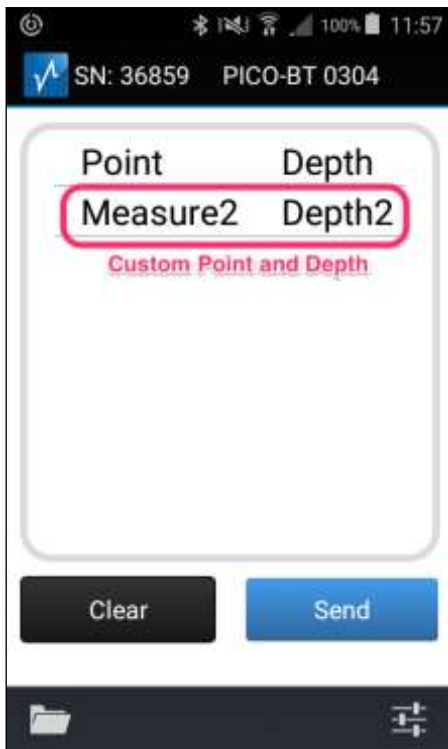 100% 11:57
SN: 36859 PICO-BT 0304
Point Depth
Measure2 Depth2
Custom Point and Depth
Clear Send